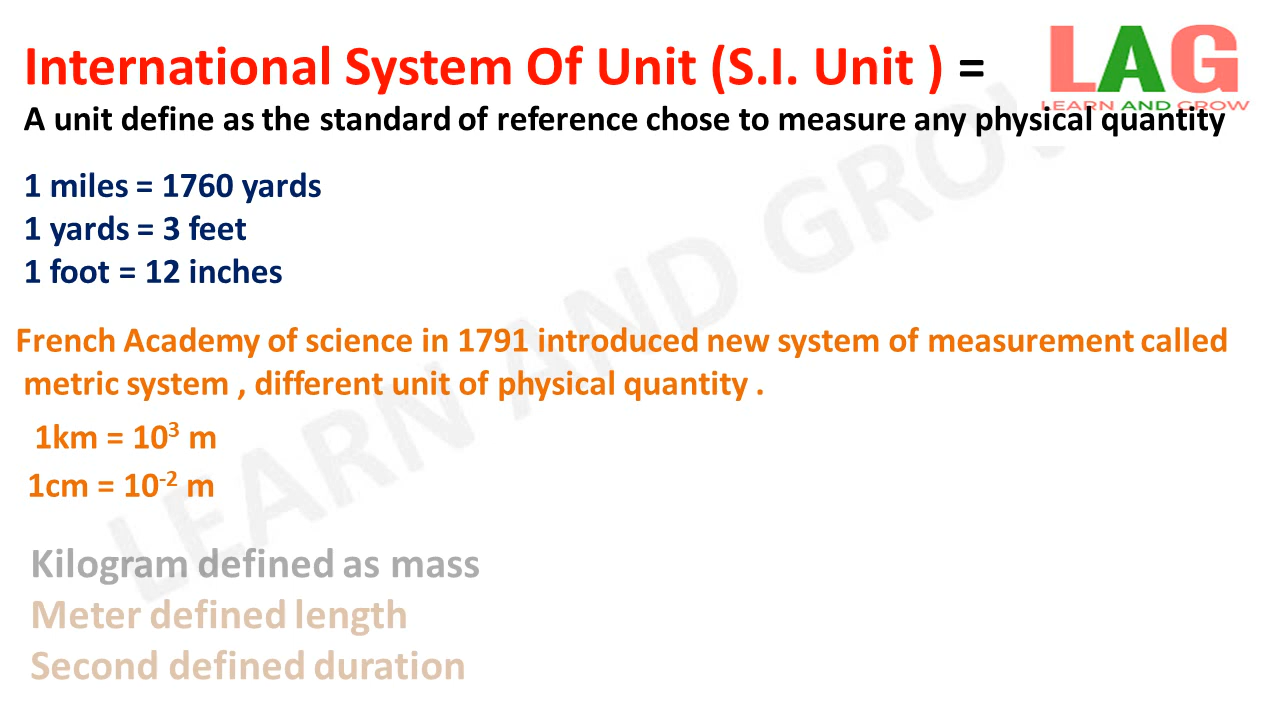 International System Of Unit (S.I. Unit ) =
LAG
LEARN AND GROW
A unit define as the standard of reference chose to measure any physical quantity
1 miles = 1760 yards
1 yards = 3 feet
1 foot = 12 inches
French Academy of science in 1791 introduced new system of measurement called
metric system , different unit of physical quantity .
1km = 10³ m
1cm = 10⁻² m
Kilogram defined as mass
Meter defined length
Second defined duration
LEARN AND GROW